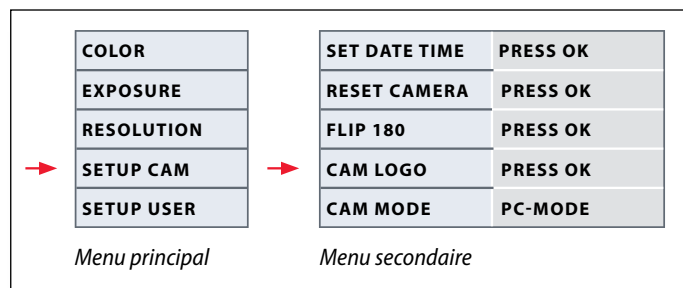 COLOR
EXPOSURE
RESOLUTION
SETUP CAM
SETUP USER
Menu principal
SET DATE TIME PRESS OK
RESET CAMERA PRESS OK
FLIP 180 PRESS OK
CAM LOGO PRESS OK
CAM MODE PC-MODE
Menu secondaire